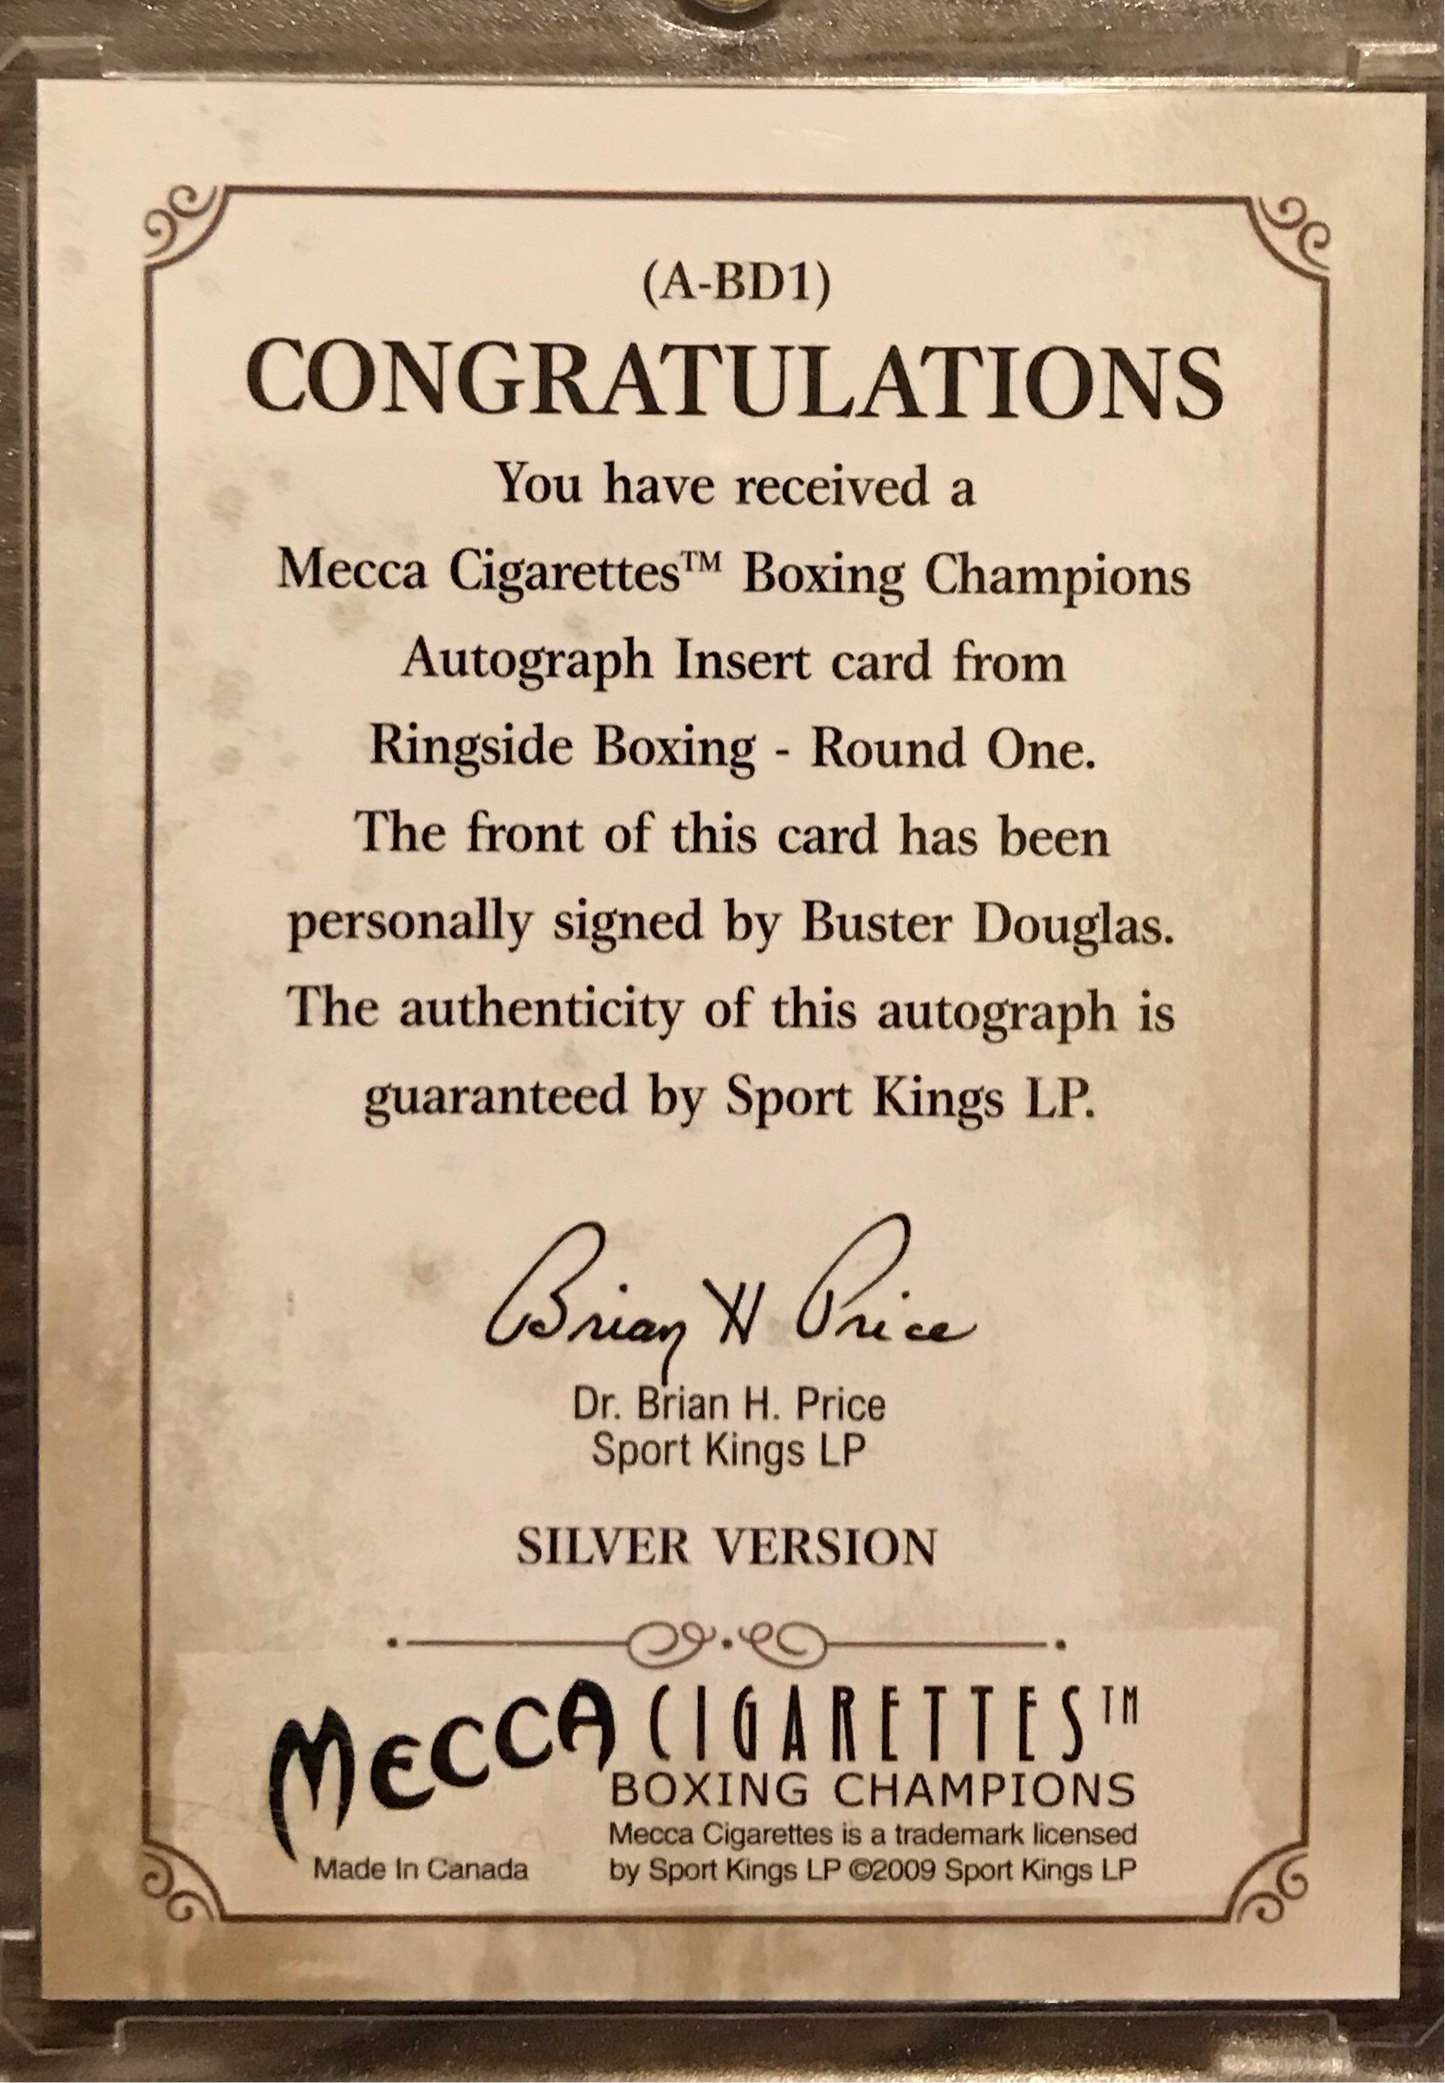 (A-BD1)
CONGRATULATIONS
You have received a
Mecca Cigarettes™ Boxing Champions
Autograph Insert card from
Ringside Boxing - Round One.
The front of this card has been
personally signed by Buster Douglas.
The authenticity of this autograph is
guaranteed by Sport Kings LP.
Brian H Price
Dr. Brian H. Price
Sport Kings LP
SILVER VERSION
MECCA CIGARETTES™
BOXING CHAMPIONS
Mecca Cigarettes is a trademark licensed
Made In Canada by Sport Kings LP ©2009 Sport Kings LP